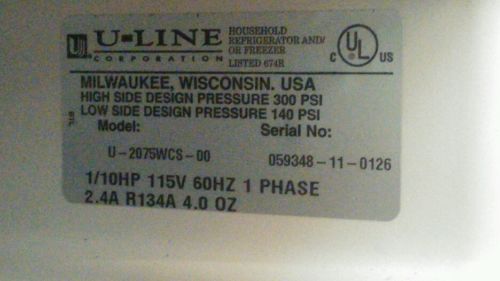 U-LINE
CORPORATION
HOUSEHOLD
REFRIGERATOR AND/
OR FREEZER
LISTED 674R
C UL US
MILWAUKEE, WISCONSIN. USA
HIGH SIDE DESIGN PRESSURE 300 PSI
LOW SIDE DESIGN PRESSURE 140 PSI
Model: Serial No:
U-2075WCS-00 059348-11-0126
1/10HP 115V 60HZ 1 PHASE
2.4A R134A 4.0 OZ